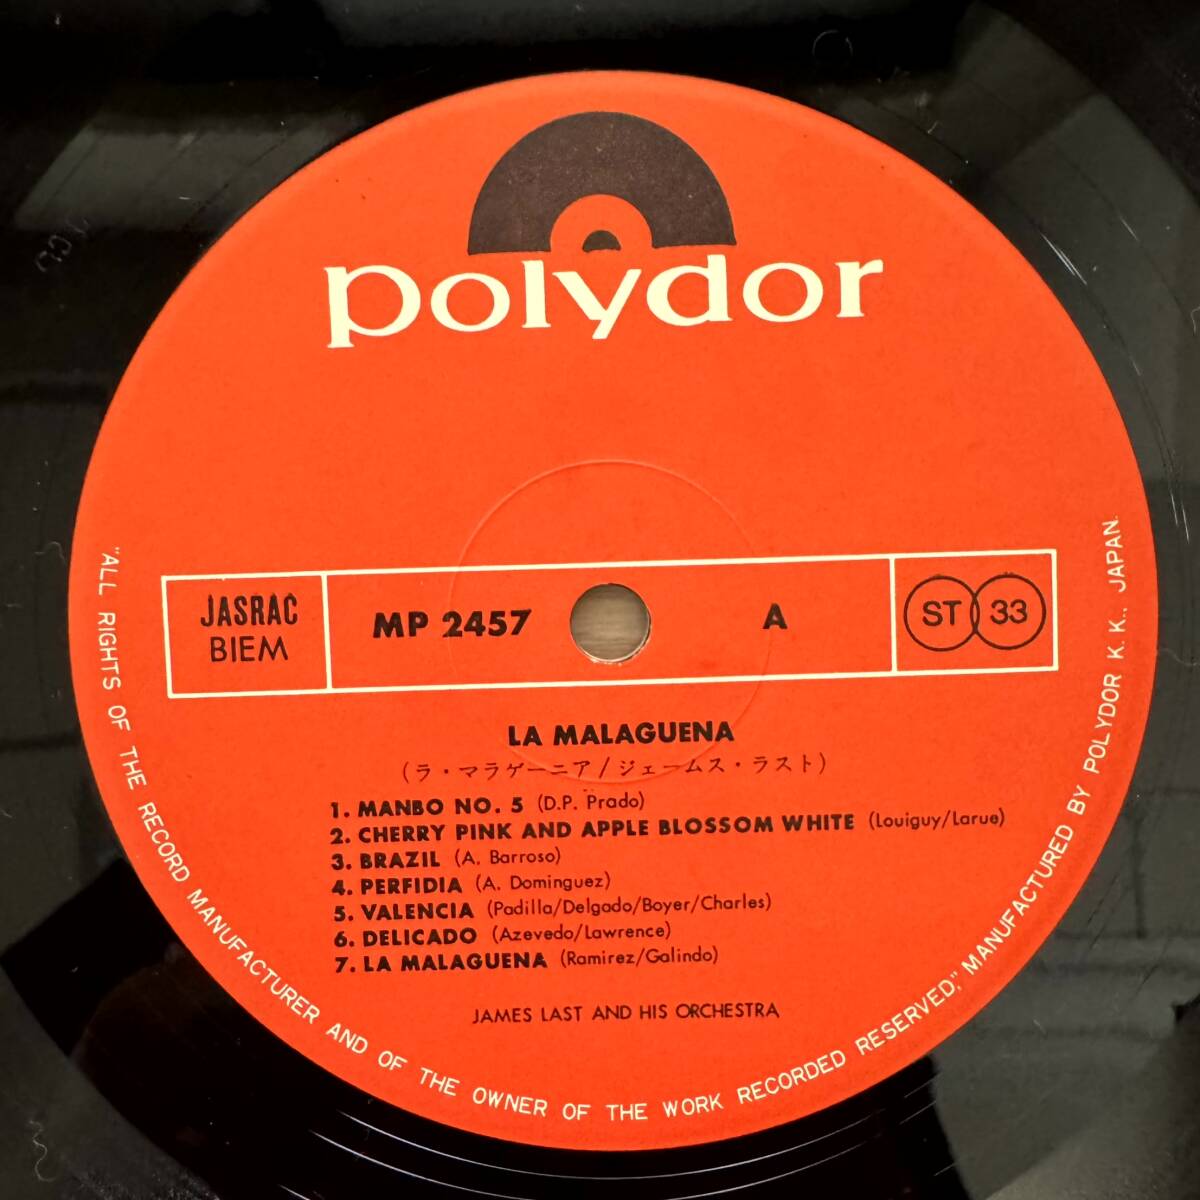 polydor
JASRAC
BIEM
MP 2457
A
ST 33
LA MALAGUENA
(ラ・マラゲーニア/ジェームス・ラスト)
1. MANBO NO. 5 (D.P. Prado)
2. CHERRY PINK AND APPLE BLOSSOM WHITE (Louiguy/Larue)
3. BRAZIL (A. Barroso)
4. PERFIDIA (A. Dominguez)
5. VALENCIA (Padilla/Delgado/Boyer/Charles)
6. DELICADO (Azevedo/Lawrence)
7. LA MALAGUENA (Ramirez/Galindo)
JAMES LAST AND HIS ORCHESTRA
"ALL RIGHTS OF THE RECORD MANUFACTURER AND OF THE OWNER OF THE WORK RECORDED RESERVED," MANUFACTURED BY POLYDOR K. K., JAPAN.